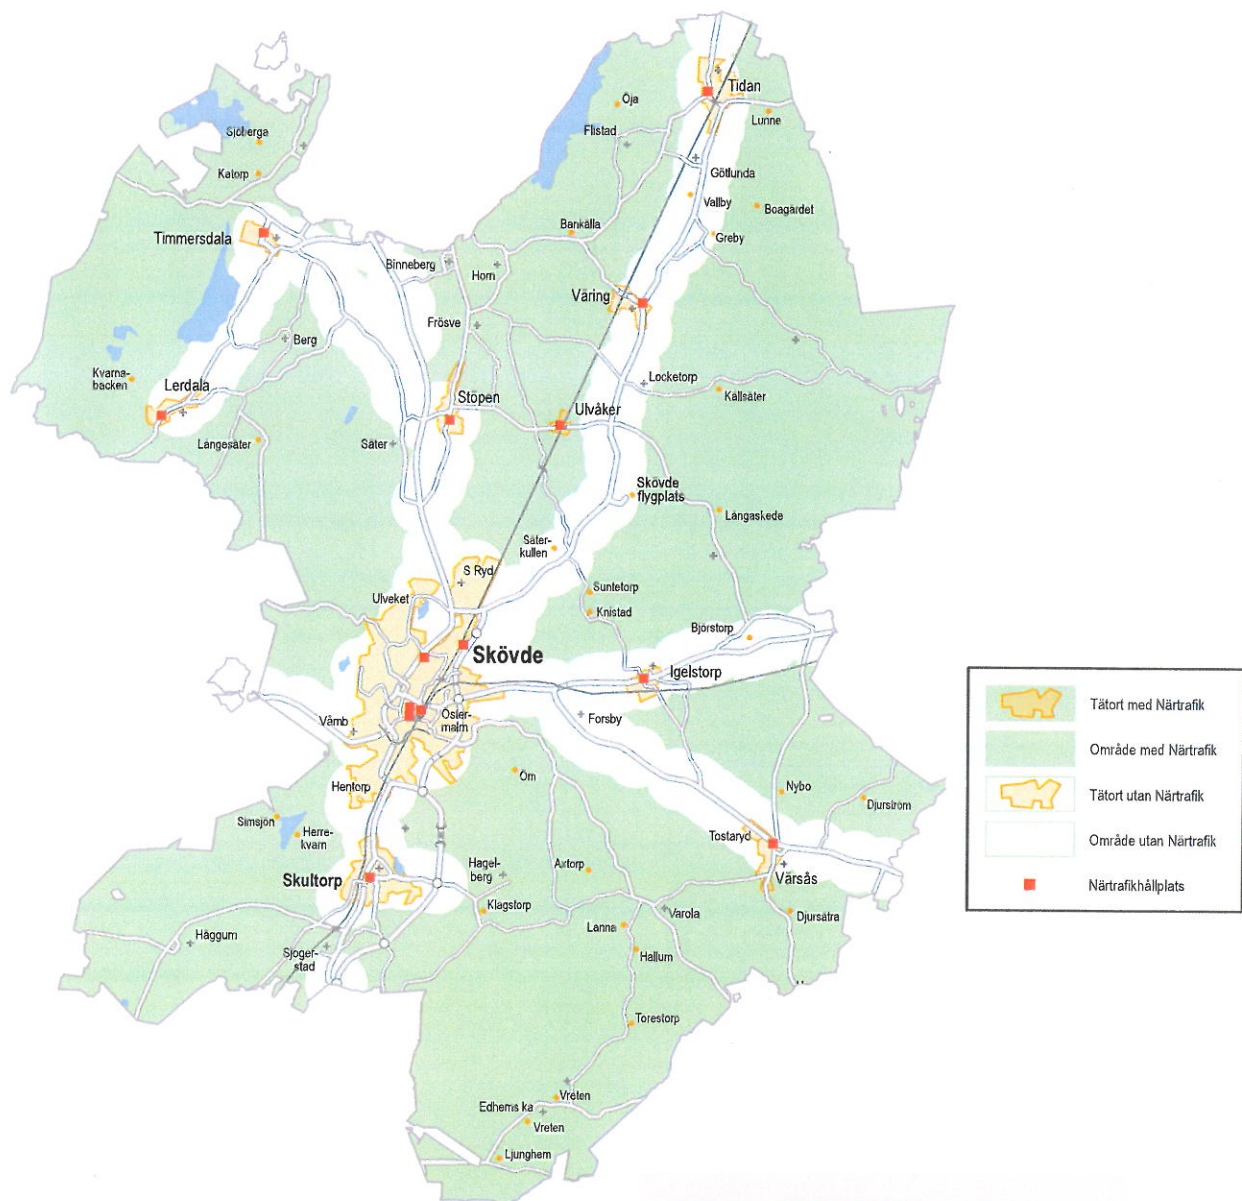 Tidan
Öja
Lunne
Flistad
Sjöberga
Katorp
Götlunda
Vallby
Boagärdet
Bankälla
Greby
Timmersdala
Binneberg
Horn
Väring
Frösve
Berg
Kvarna-
backen
Lerdala
Locketorp
Källsäter
Stöpen
Ulvåker
Långesäter
Säter
Skövde
flygplats
Långaskede
Säter-
kullen
S Ryd
Ulveket
Suntetorp
Knistad
Björstorp
Skövde
Igelstorp
Våmb
Öster-
malm
Forsby
Hentorp
Öm
Nybo
Djurström
Simsjön
Herre-
kvarn
Tostaryd
Hagel-
berg
Axtorp
Värsås
Skultorp
Klagstorp
Varola
Djursätra
Lanna
Häggum
Sjoger-
stad
Hallum
Torestorp
Vreten
Edhems ka
Vreten
Ljunghem
Tätort med Närtrafik
Område med Närtrafik
Tätort utan Närtrafik
Område utan Närtrafik
Närtrafikhållplats